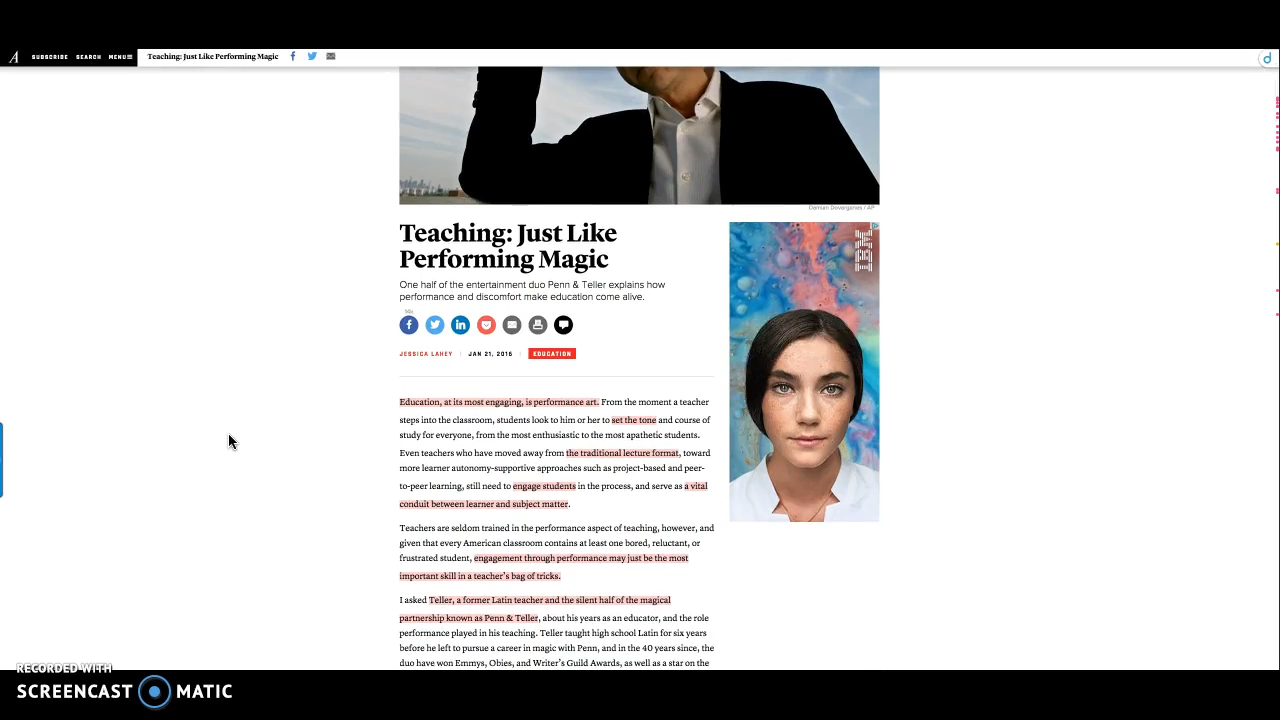 A SUBSCRIBE SEARCH MENU Teaching: Just Like Performing Magic
Damian Dovarganes / AP
Teaching: Just Like
Performing Magic
One half of the entertainment duo Penn & Teller explains how
performance and discomfort make education come alive.
JESSICA LAHEY | JAN 21, 2016 | EDUCATION
IBM
Education, at its most engaging, is performance art. From the moment a teacher
steps into the classroom, students look to him or her to set the tone and course of
study for everyone, from the most enthusiastic to the most apathetic students.
Even teachers who have moved away from the traditional lecture format, toward
more learner autonomy-supportive approaches such as project-based and peer-
to-peer learning, still need to engage students in the process, and serve as a vital
conduit between learner and subject matter.
Teachers are seldom trained in the performance aspect of teaching, however, and
given that every American classroom contains at least one bored, reluctant, or
frustrated student, engagement through performance may just be the most
important skill in a teacher's bag of tricks.
I asked Teller, a former Latin teacher and the silent half of the magical
partnership known as Penn & Teller, about his years as an educator, and the role
performance played in his teaching. Teller taught high school Latin for six years
before he left to pursue a career in magic with Penn, and in the 40 years since, the
duo have won Emmys, Obies, and Writer's Guild Awards, as well as a star on the
RECORDED WITH
SCREENCAST MATIC